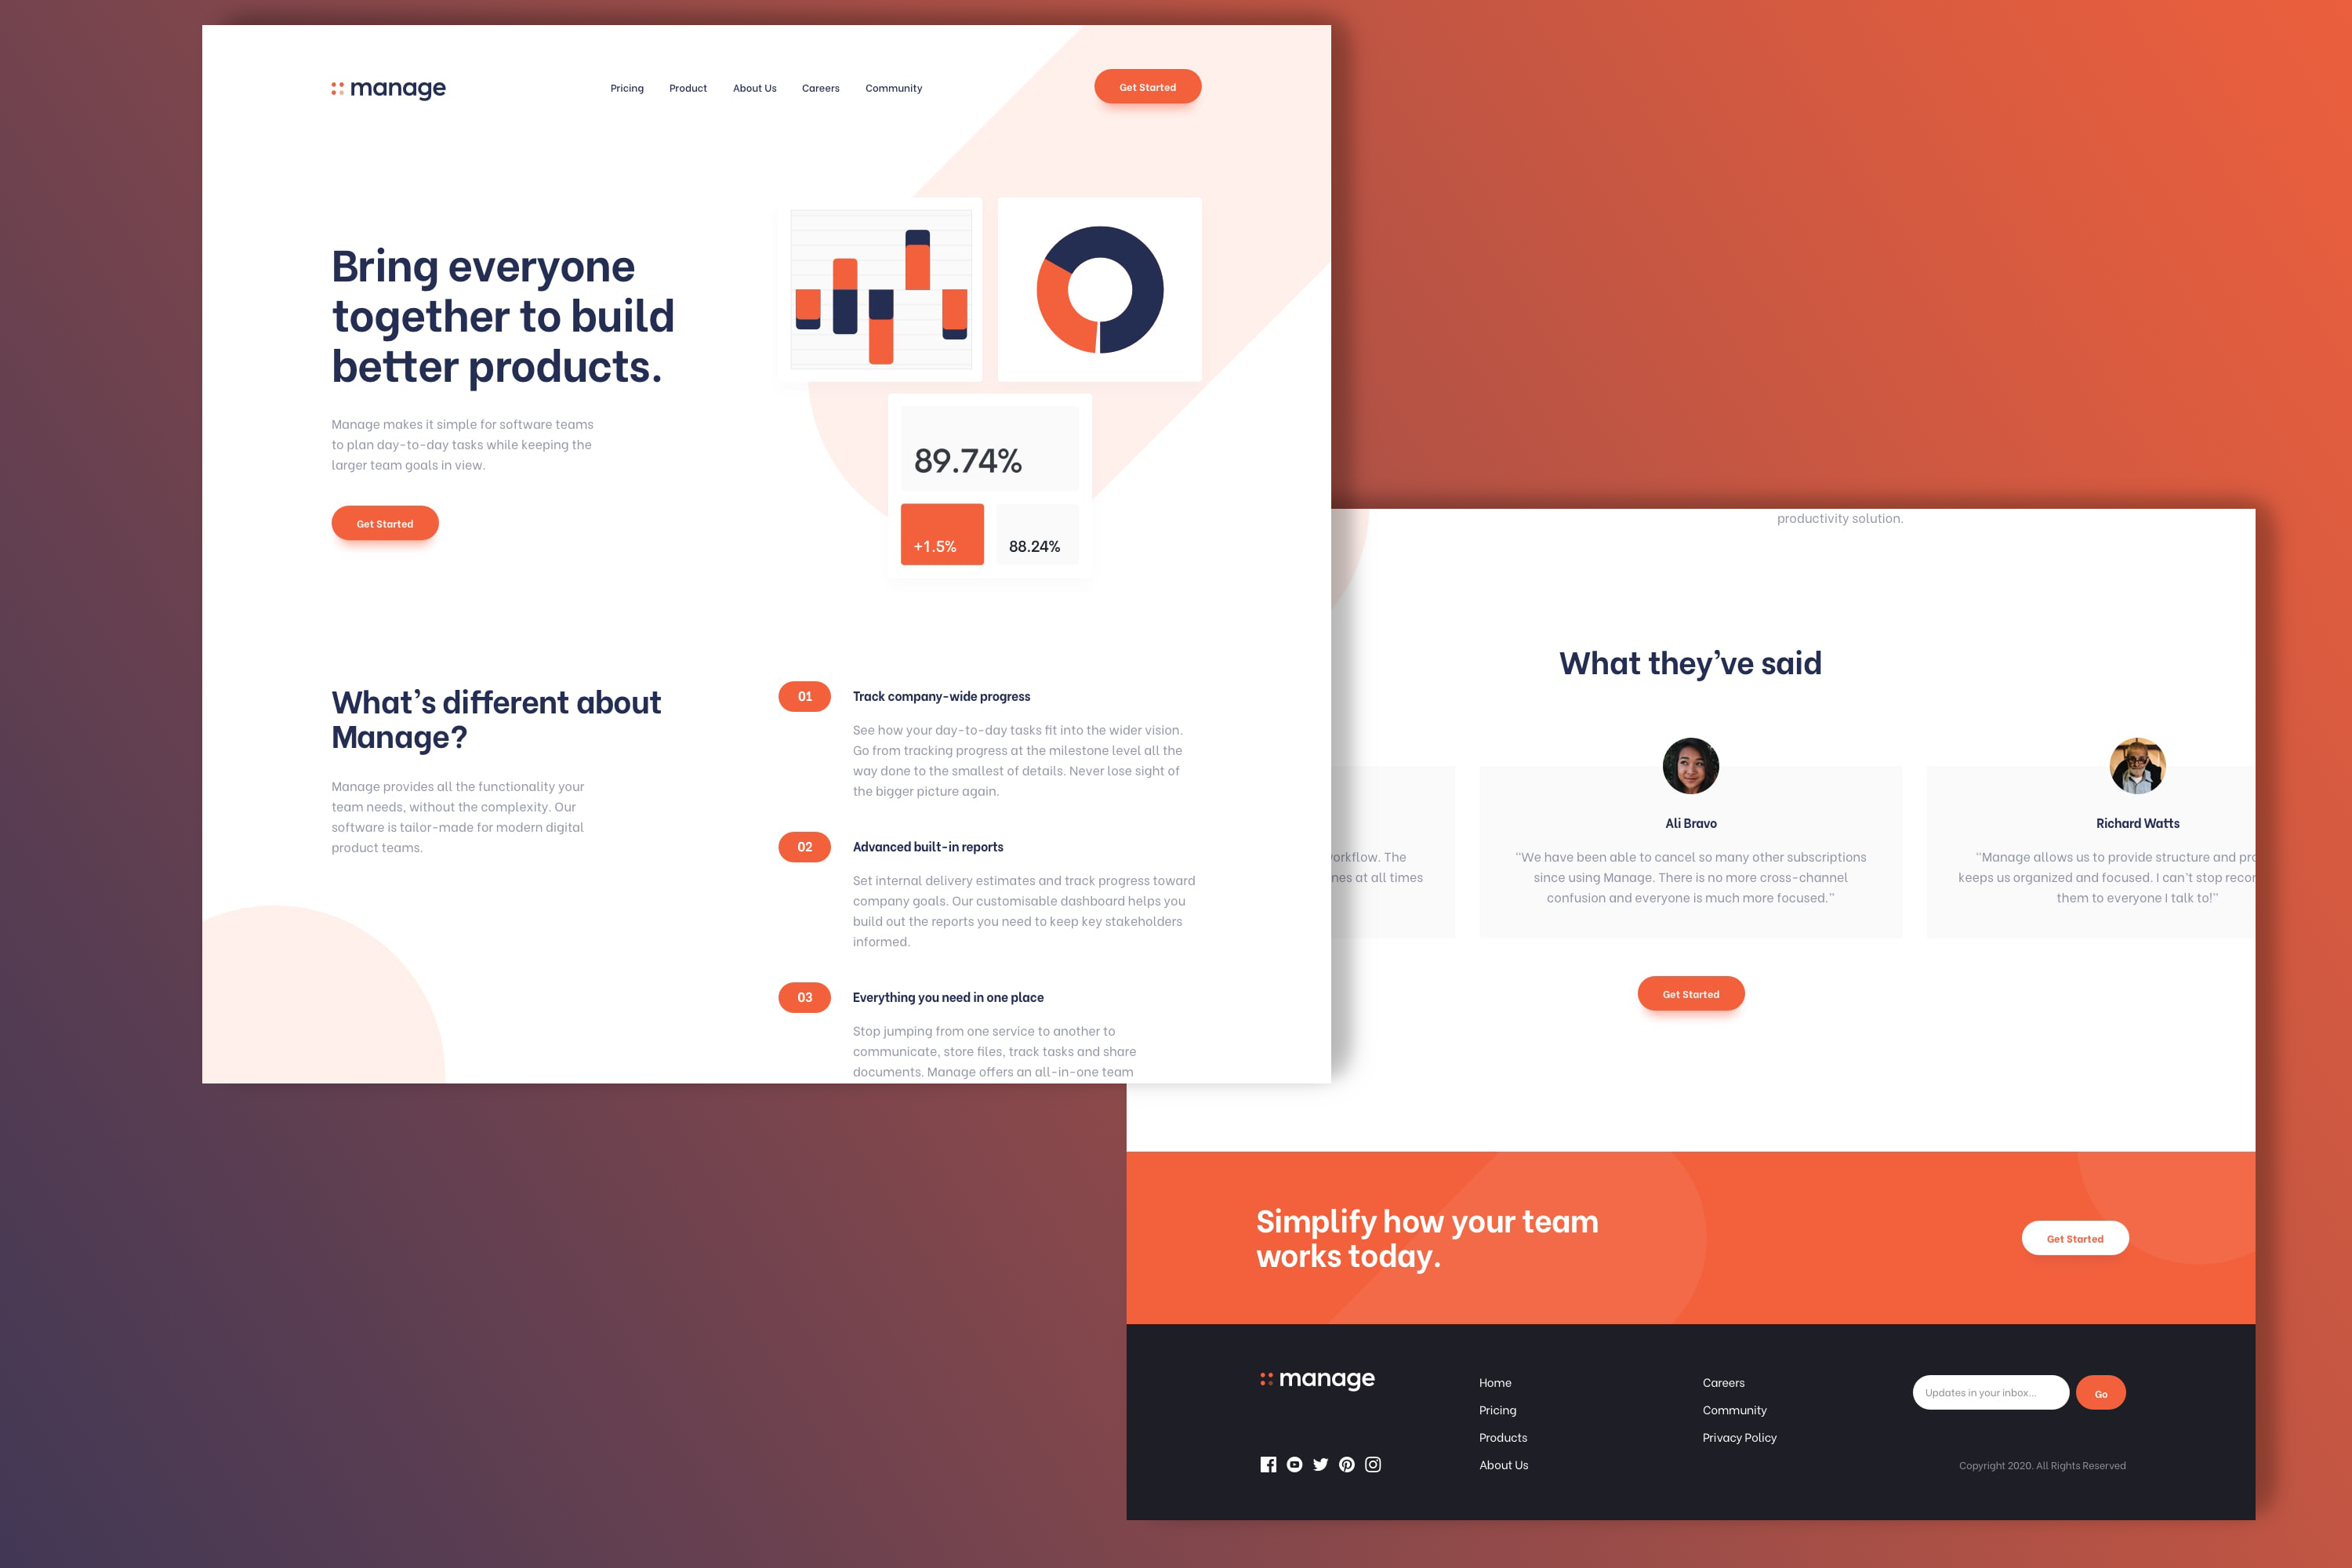 manage
Pricing Product About Us Careers Community
Get Started
Bring everyone
together to build
better products.
Manage makes it simple for software teams
to plan day-to-day tasks while keeping the
larger team goals in view.
Get Started
89.74%
+1.5%
88.24%
What's different about
Manage?
Manage provides all the functionality your
team needs, without the complexity. Our
software is tailor-made for modern digital
product teams.
01
Track company-wide progress
See how your day-to-day tasks fit into the wider vision.
Go from tracking progress at the milestone level all the
way done to the smallest of details. Never lose sight of
the bigger picture again.
02
Advanced built-in reports
Set internal delivery estimates and track progress toward
company goals. Our customisable dashboard helps you
build out the reports you need to keep key stakeholders
informed.
03
Everything you need in one place
Stop jumping from one service to another to
communicate, store files, track tasks and share
documents. Manage offers an all-in-one team
productivity solution.
What they’ve said
The
at all times
Ali Bravo
“We have been able to cancel so many other subscriptions
since using Manage. There is no more cross-channel
confusion and everyone is much more focused.”
Richard Watts
“Manage allows us to provide structure and
keeps us organized and focused. I can’t stop
them to everyone I talk to!”
Get Started
Simplify how your team
works today.
Get Started
manage
Home
Pricing
Products
About Us
Careers
Community
Privacy Policy
Updates in your inbox...
Go
Copyright 2020. All Rights Reserved